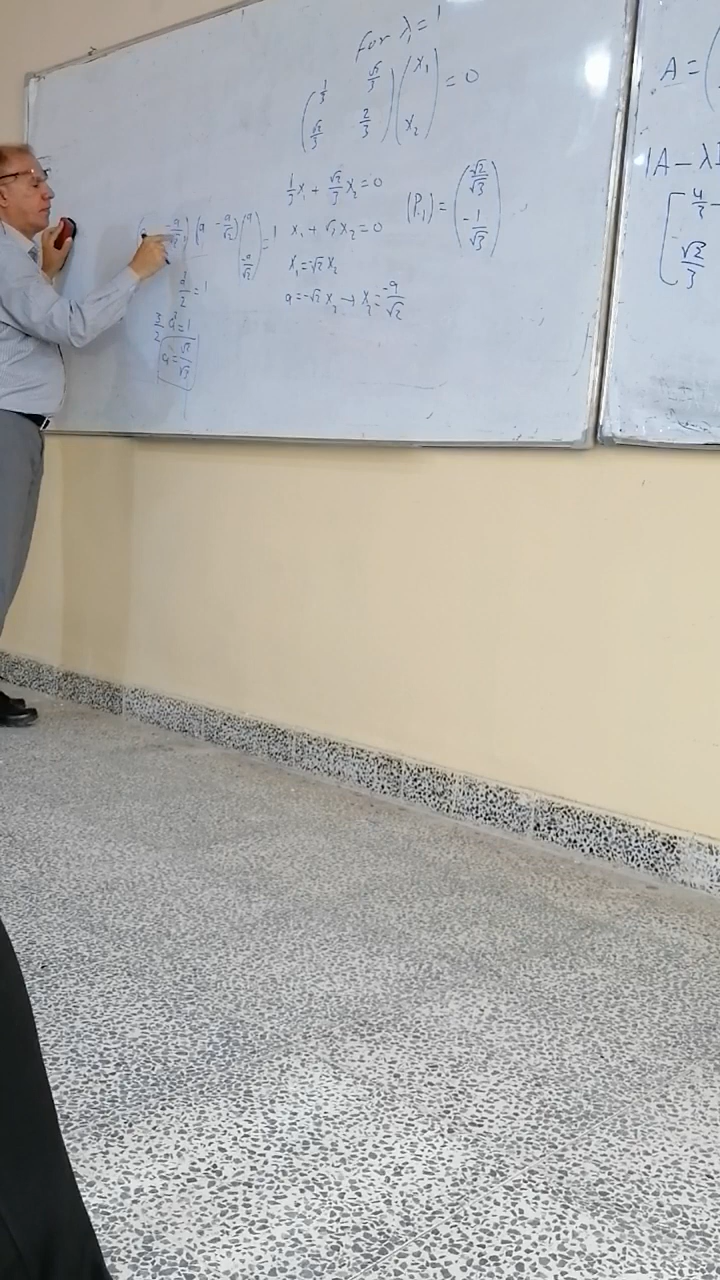 For λ₁ = 1
(1/3 √2/3 ; √2/3 2/3) (x₁ ; x₂) = 0
1/3 x₁ + √2/3 x₂ = 0
x₁ + √2 x₂ = 0
x₁ = -√2 x₂
a = -√2 x₂ → x₂ = -a/√2
(P₁) = (√2/√3 ; -1/√3)
(a -a/√2) (a ; -a/√2) = 1
3/2 a² = 1
a = √2/√3
A = (
|A - λI
[4/3 -
√2/3